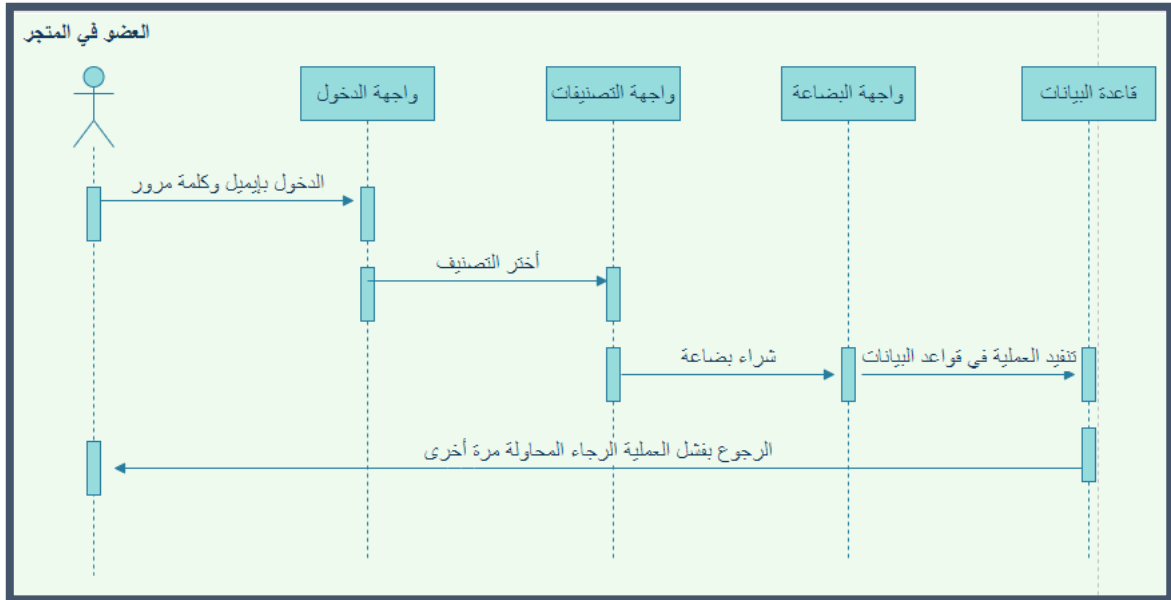 العضو في المتجر
واجهة الدخول
واجهة التصنيفات
واجهة البضاعة
قاعدة البيانات
الدخول بإيميل وكلمة مرور
أختر التصنيف
شراء بضاعة
تنفيد العملية في قواعد البيانات
الرجوع بفشل العملية الرجاء المحاولة مرة أخرى